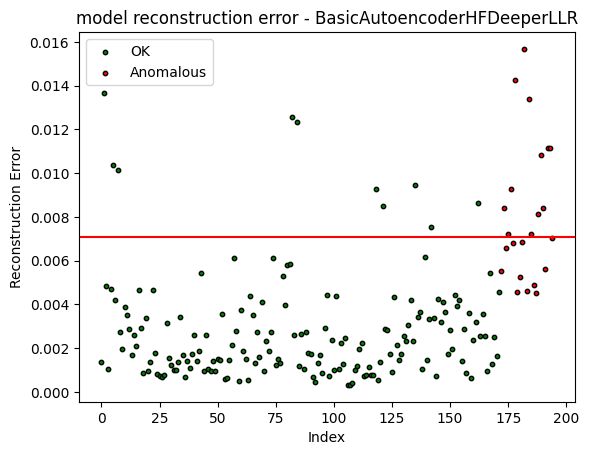 model reconstruction error - BasicAutoencoderHFDeeperLLR
OK
Anomalous
Reconstruction Error
0.016
0.014
0.012
0.010
0.008
0.006
0.004
0.002
0.000
0 25 50 75 100 125 150 175 200
Index